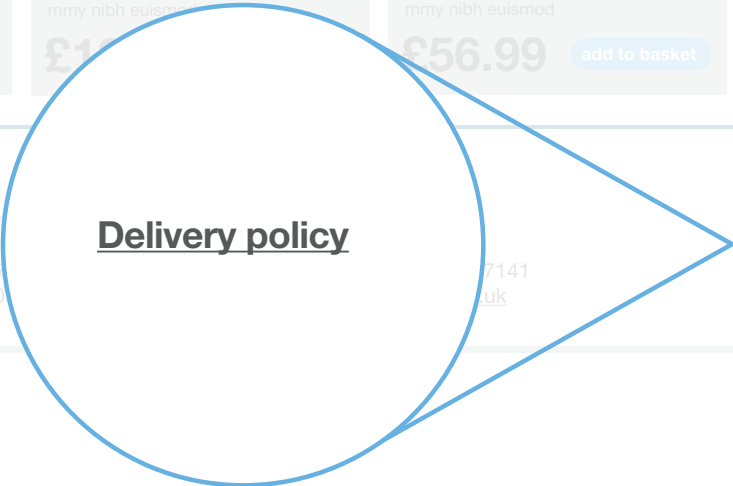 mmy nibh euismod
mmy nibh euismod
£56.99
add to basket
Delivery policy
7141
.uk